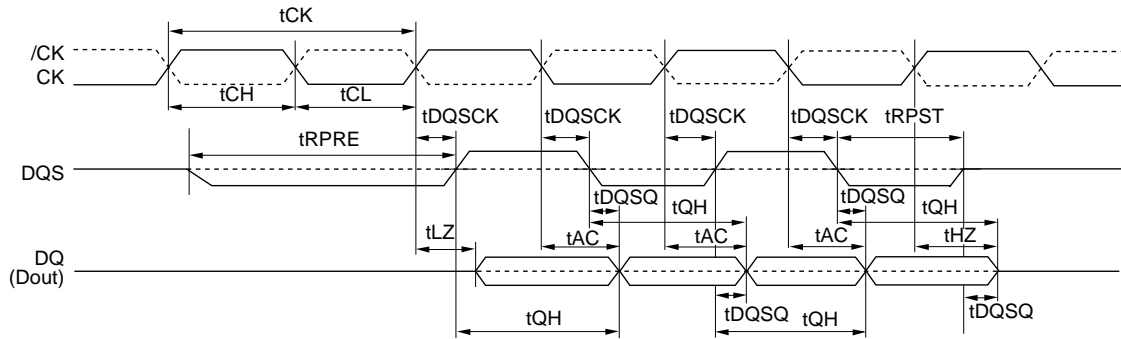 tCK
/CK
CK
tCH tCL
tDQSCK tDQSCK tDQSCK tDQSCK tRPST
tRPRE
DQS
tDQSQ tDQSQ
tQH tQH
tLZ tAC tAC tAC tHZ
DQ
(Dout)
tDQSQ tDQSQ
tQH tQH